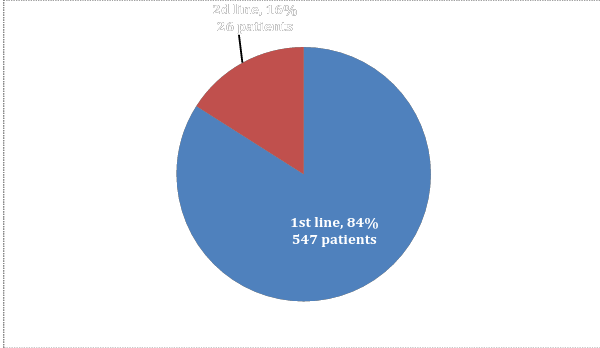 2d line, 16%
26 patients
1st line, 84%
547 patients